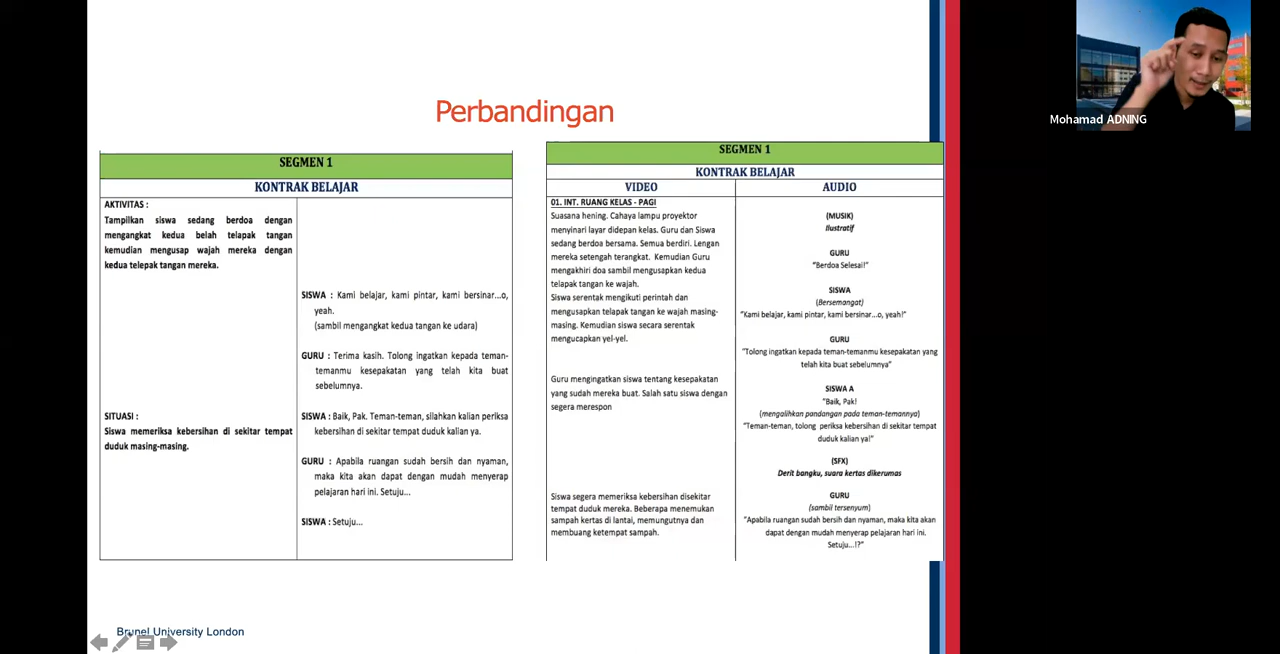 Perbandingan
SEGMEN 1
KONTRAK BELAJAR
AKTIVITAS :
Tampilkan siswa sedang berdoa dengan
mengangkat kedua belah telapak tangan
kemudian mengusap wajah mereka dengan
kedua telepak tangan mereka.
SISWA : Kami belajar, kami pintar, kami bersinar...o,
yeah.
(sambil mengangkat kedua tangan ke udara)
GURU : Terima kasih. Tolong ingatkan kepada teman-
temanmu kesepakatan yang telah kita buat
sebelumnya.
SITUASI :
Siswa memeriksa kebersihan di sekitar tempat
duduk masing-masing.
SISWA : Baik, Pak. Teman-teman, silahkan kalian periksa
kebersihan di sekitar tempat duduk kalian ya.
GURU : Apabila ruangan sudah bersih dan nyaman,
maka kita akan dapat dengan mudah menyerap
pelajaran hari ini. Setuju...
SISWA : Setuju...
SEGMEN 1
KONTRAK BELAJAR
VIDEO
AUDIO
01. INT. RUANG KELAS - PAGI
Suasana hening. Cahaya lampu proyektor
menyinari layar didepan kelas. Guru dan Siswa
sedang berdoa bersama. Semua berdiri. Lengan
mereka setengah terangkat. Kemudian Guru
mengakhiri doa sambil mengusapkan kedua
telapak tangan ke wajah.
Siswa serentak mengikuti perintah dan
mengusapkan telapak tangan ke wajah masing-
masing. Kemudian siswa secara serentak
mengucapkan yel-yel.
Guru mengingatkan siswa tentang kesepakatan
yang sudah mereka buat. Salah satu siswa dengan
segera merespon
Siswa segera memeriksa kebersihan disekitar
tempat duduk mereka. Beberapa menemukan
sampah kertas di lantai, memungutnya dan
membuang ketempat sampah.
(MUSIK)
Ilustratif
GURU
"Berdoa Selesai!"
SISWA
(Bersemangat)
"Kami belajar, kami pintar, kami bersinar...o, yeah!"
GURU
"Tolong ingatkan kepada teman-temanmu kesepakatan yang
telah kita buat sebelumnya"
SISWA A
"Baik, Pak!
(mengalihkan pandangan pada teman-temannya)
"Teman-teman, tolong periksa kebersihan di sekitar tempat
duduk kalian ya!"
(SFX)
Derit bangku, suara kertas dikerumas
GURU
(sambil tersenyum)
"Apabila ruangan sudah bersih dan nyaman, maka kita akan
dapat dengan mudah menyerap pelajaran hari ini.
Setuju...!?"
Brunel University London
Mohamad ADNING